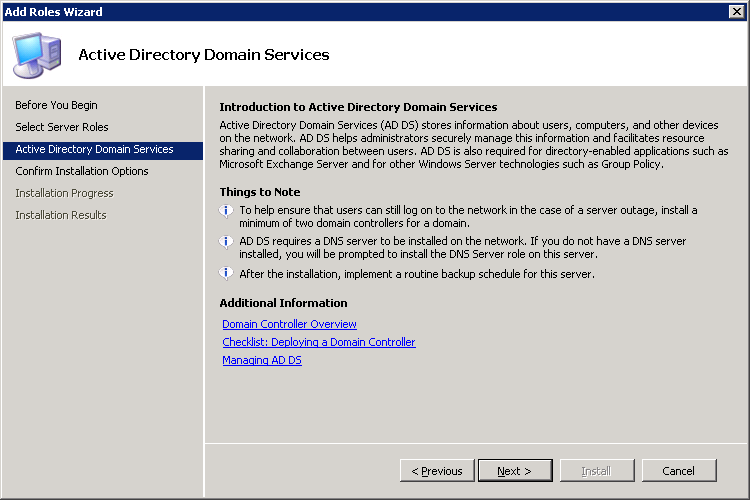 Add Roles Wizard
Active Directory Domain Services
Before You Begin
Select Server Roles
Active Directory Domain Services
Confirm Installation Options
Installation Progress
Installation Results
Introduction to Active Directory Domain Services
Active Directory Domain Services (AD DS) stores information about users, computers, and other devices
on the network. AD DS helps administrators securely manage this information and facilitates resource
sharing and collaboration between users. AD DS is also required for directory-enabled applications such as
Microsoft Exchange Server and for other Windows Server technologies such as Group Policy.
Things to Note
To help ensure that users can still log on to the network in the case of a server outage, install a
minimum of two domain controllers for a domain.
AD DS requires a DNS server to be installed on the network. If you do not have a DNS server
installed, you will be prompted to install the DNS Server role on this server.
After the installation, implement a routine backup schedule for this server.
Additional Information
Domain Controller Overview
Checklist: Deploying a Domain Controller
Managing AD DS
< Previous
Next >
Install
Cancel